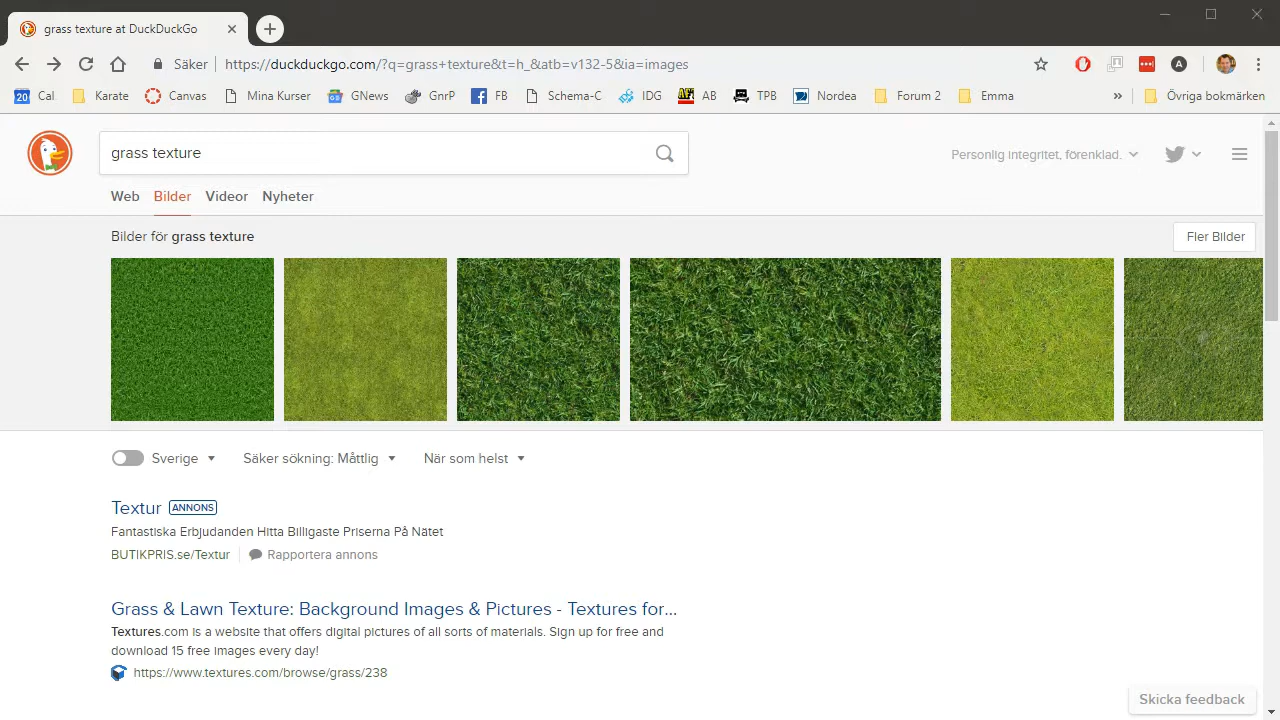 grass texture at DuckDuckGo
Säker https://duckduckgo.com/?q=grass+texture&t=h_&atb=v132-5&ia=images
A
20 Cal Karate Canvas Mina Kurser GNews GnrP FB Schema-C IDG AB TPB Nordea Forum 2 Emma » Övriga bokmärken
grass texture
Personlig integritet, förenklad.
Web Bilder Videor Nyheter
Bilder för grass texture
Fler Bilder
Sverige Säker sökning: Måttlig När som helst
Textur ANNONS
Fantastiska Erbjudanden Hitta Billigaste Priserna På Nätet
BUTIKPRIS.se/Textur Rapportera annons
Grass & Lawn Texture: Background Images & Pictures - Textures for...
Textures.com is a website that offers digital pictures of all sorts of materials. Sign up for free and
download 15 free images every day!
https://www.textures.com/browse/grass/238
Skicka feedback